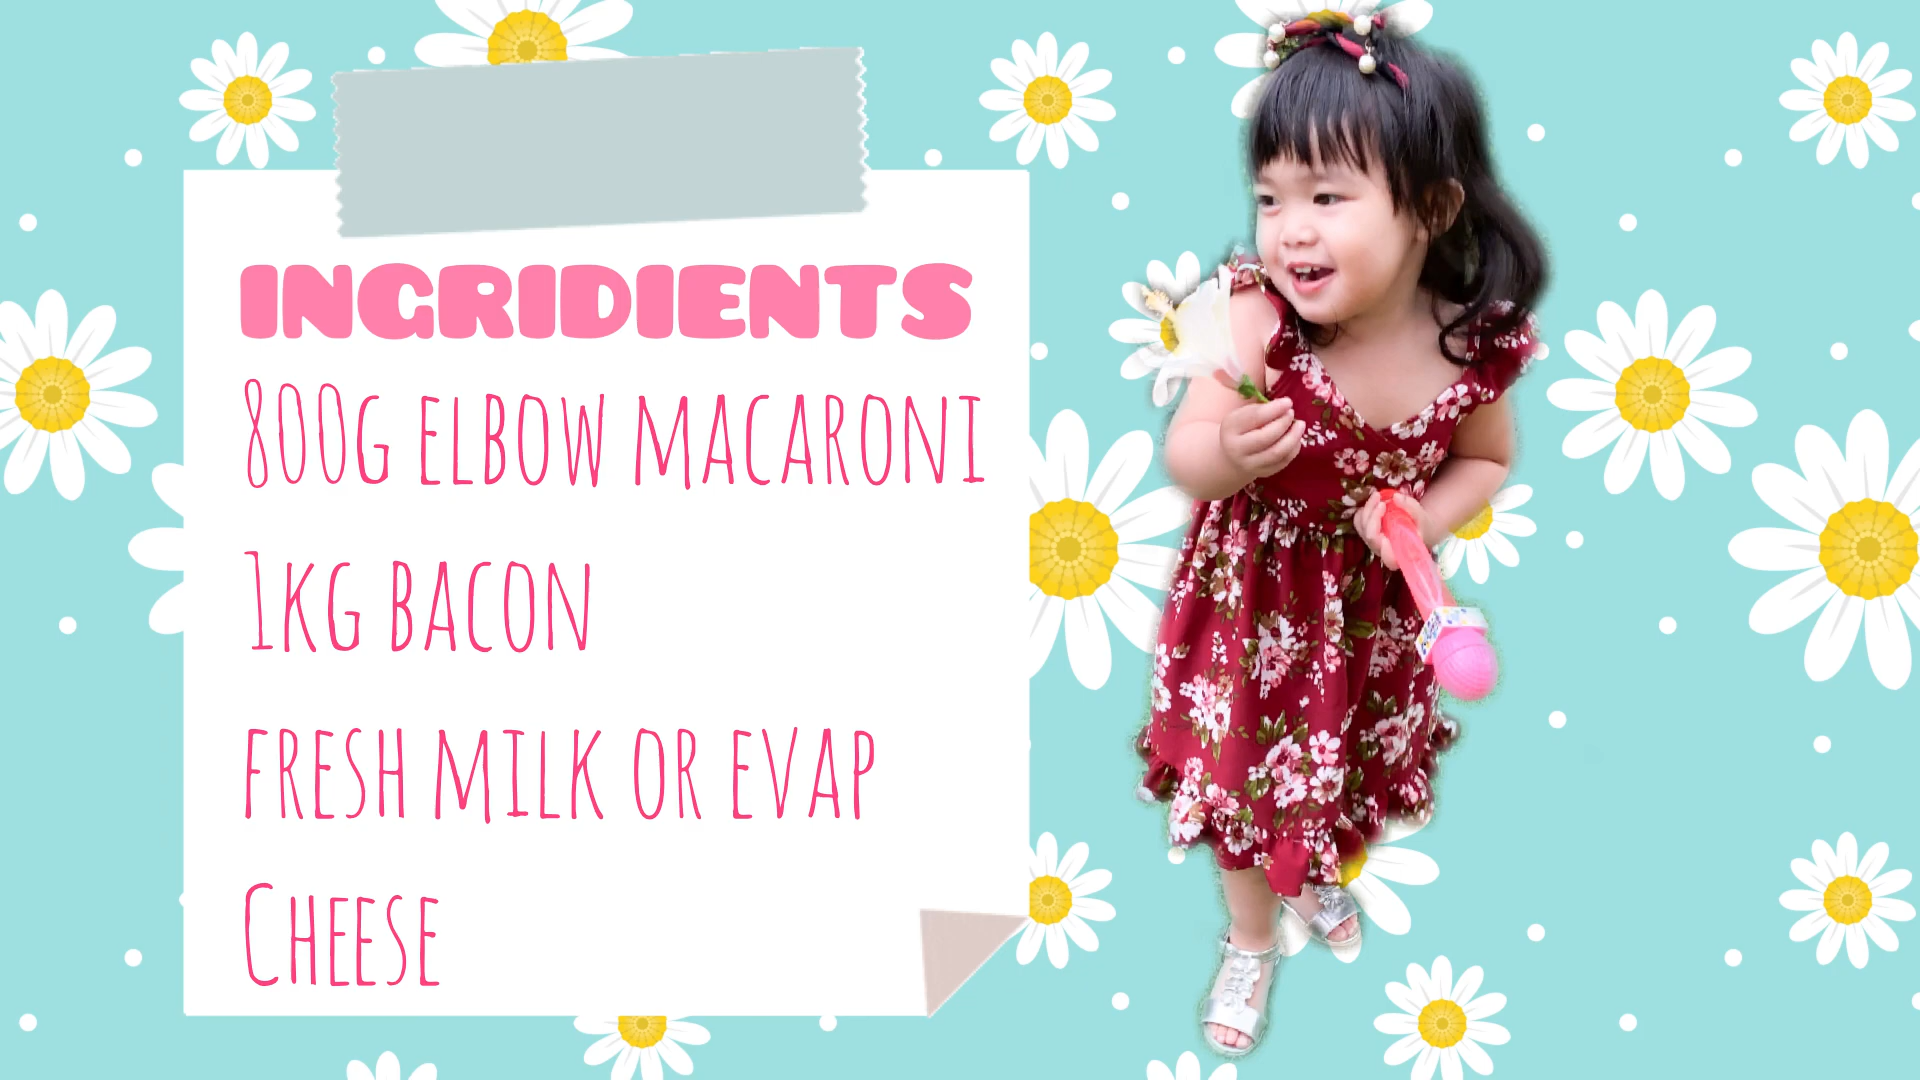 INGRIDIENTS
800g elbow macaroni
1kg bacon
fresh milk or evap
Cheese